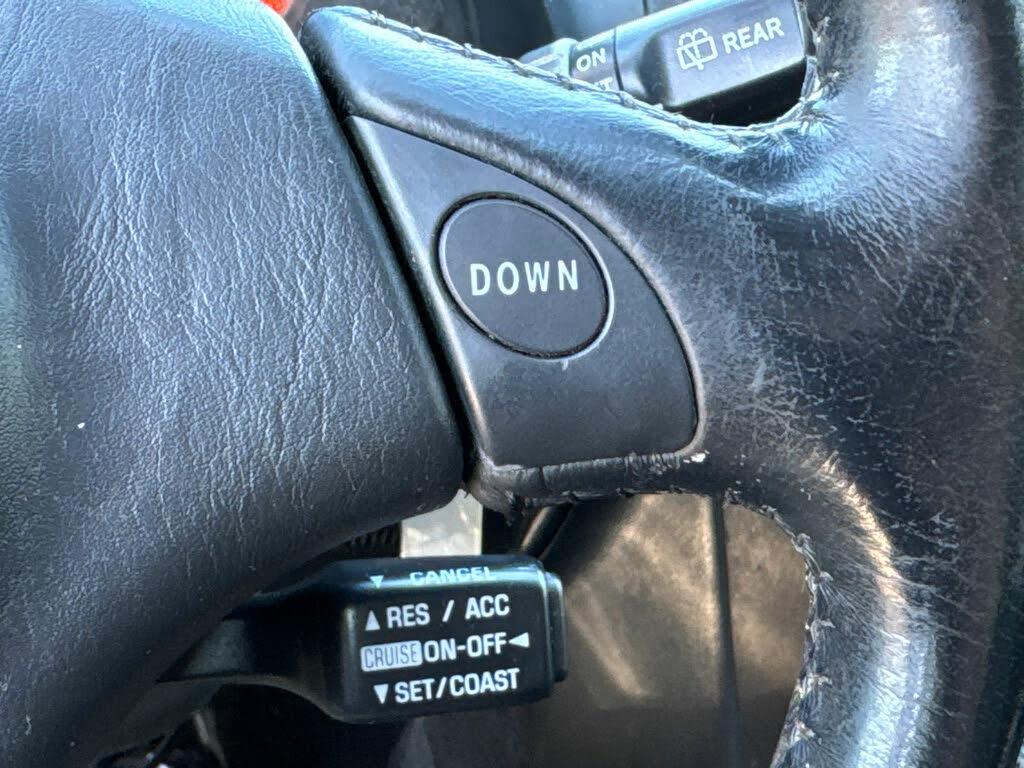 REAR
ON
DOWN
▼ CANCEL
▲RES / ACC
CRUISE ON-OFF◄
▼SET/COAST